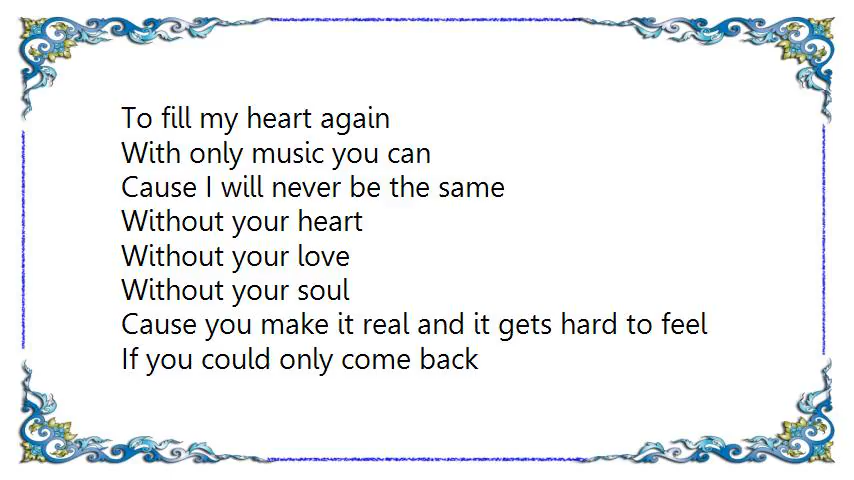 To fill my heart again
With only music you can
Cause I will never be the same
Without your heart
Without your love
Without your soul
Cause you make it real and it gets hard to feel
If you could only come back